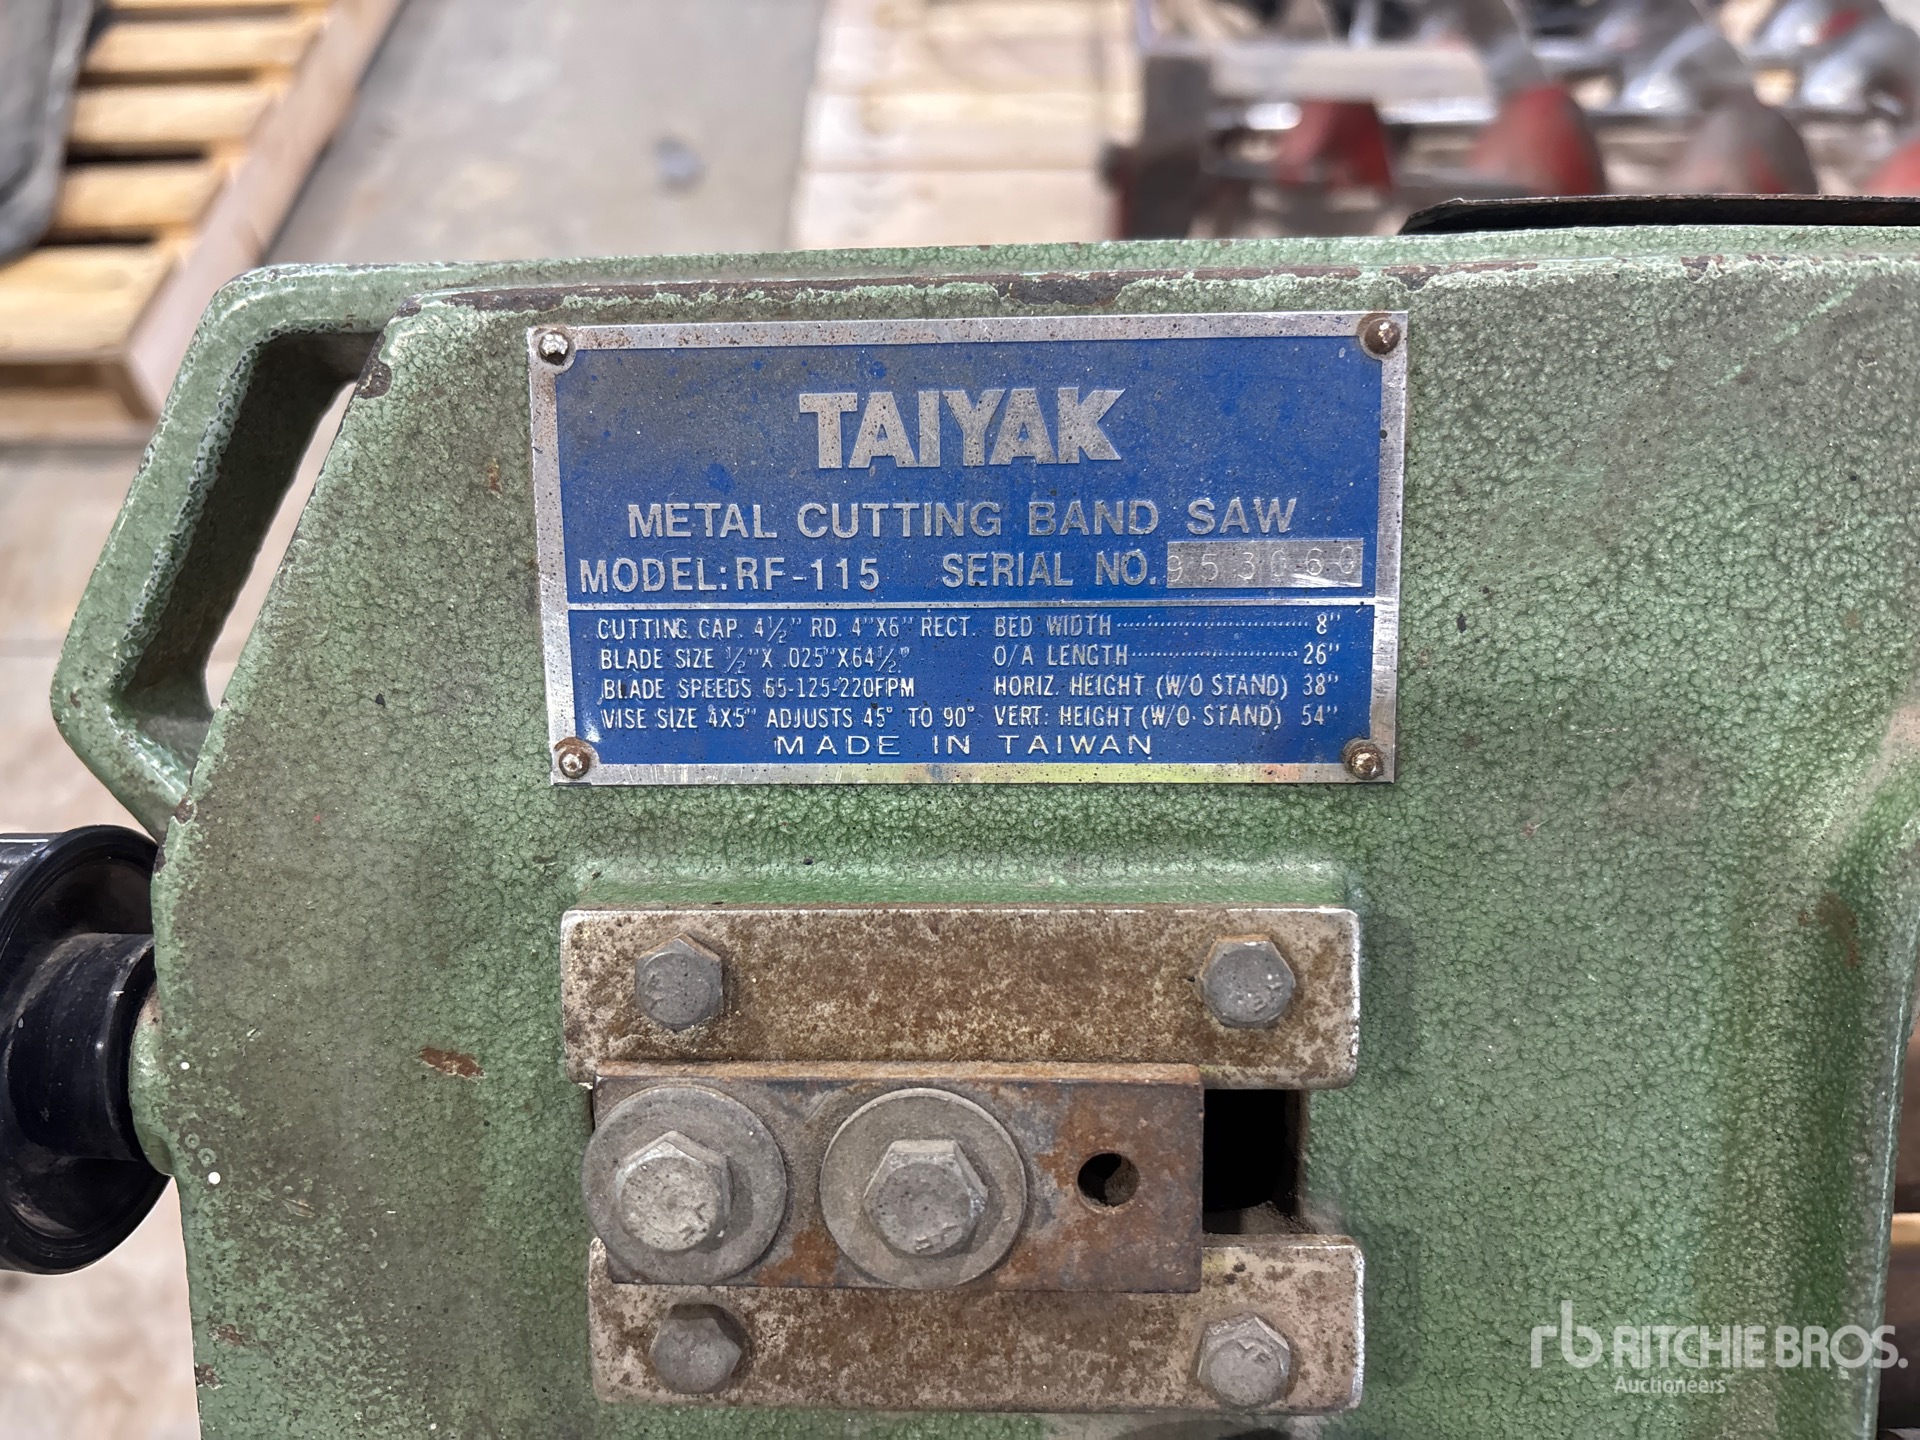 TAIYAK
METAL CUTTING BAND SAW
MODEL: RF-115 SERIAL NO. 953060
CUTTING CAP. 4½" RD. 4"X6" RECT. BED WIDTH 8"
BLADE SIZE ½" X .025" X 64½" O/A LENGTH 26"
BLADE SPEEDS 65-125-220FPM HORIZ. HEIGHT (W/O STAND) 38"
VISE SIZE 4X5" ADJUSTS 45° TO 90° VERT. HEIGHT (W/O STAND) 54"
MADE IN TAIWAN
rb RITCHIE BROS.
Auctioneers